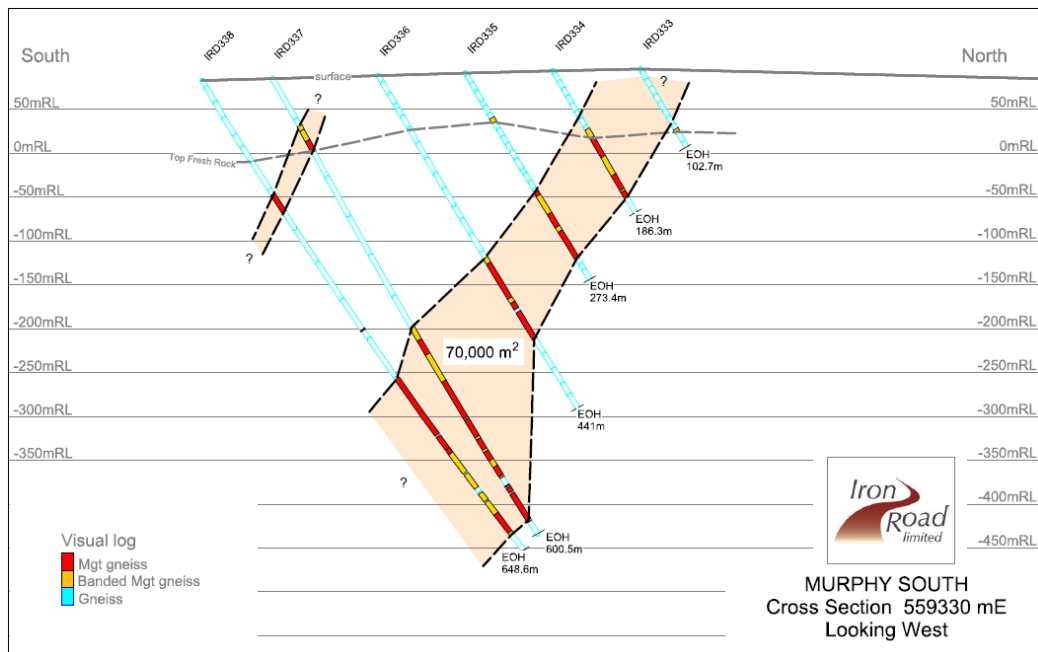 South
North
IRD338
IRD337
IRD336
IRD335
IRD334
IRD333
surface
?
?
50mRL
50mRL
Top Fresh Rock
0mRL
0mRL
EOH
102.7m
-50mRL
-50mRL
EOH
186.3m
-100mRL
-100mRL
?
EOH
273.4m
-150mRL
-150mRL
-200mRL
-200mRL
70,000 m²
-250mRL
-250mRL
-300mRL
-300mRL
EOH
441m
-350mRL
-350mRL
?
-400mRL
-450mRL
EOH
600.5m
EOH
648.6m
Visual log
Mgt gneiss
Banded Mgt gneiss
Gneiss
Iron
Road
limited
MURPHY SOUTH
Cross Section 559330 mE
Looking West